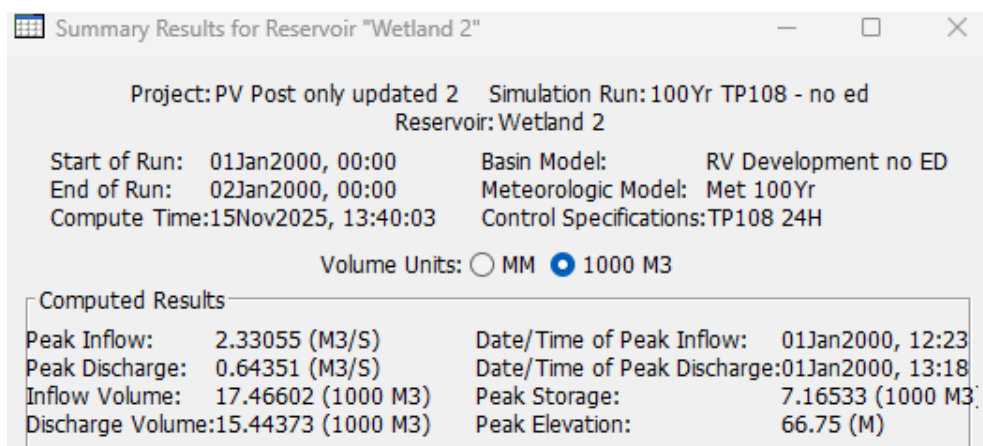 Summary Results for Reservoir "Wetland 2"
Project: PV Post only updated 2 Simulation Run: 100Yr TP108 - no ed
Reservoir: Wetland 2
Start of Run: 01Jan2000, 00:00 Basin Model: RV Development no ED
End of Run: 02Jan2000, 00:00 Meteorologic Model: Met 100Yr
Compute Time:15Nov2025, 13:40:03 Control Specifications:TP108 24H
Volume Units: MM 1000 M3
Computed Results
Peak Inflow: 2.33055 (M3/S) Date/Time of Peak Inflow: 01Jan2000, 12:23
Peak Discharge: 0.64351 (M3/S) Date/Time of Peak Discharge:01Jan2000, 13:18
Inflow Volume: 17.46602 (1000 M3) Peak Storage: 7.16533 (1000 M3)
Discharge Volume:15.44373 (1000 M3) Peak Elevation: 66.75 (M)